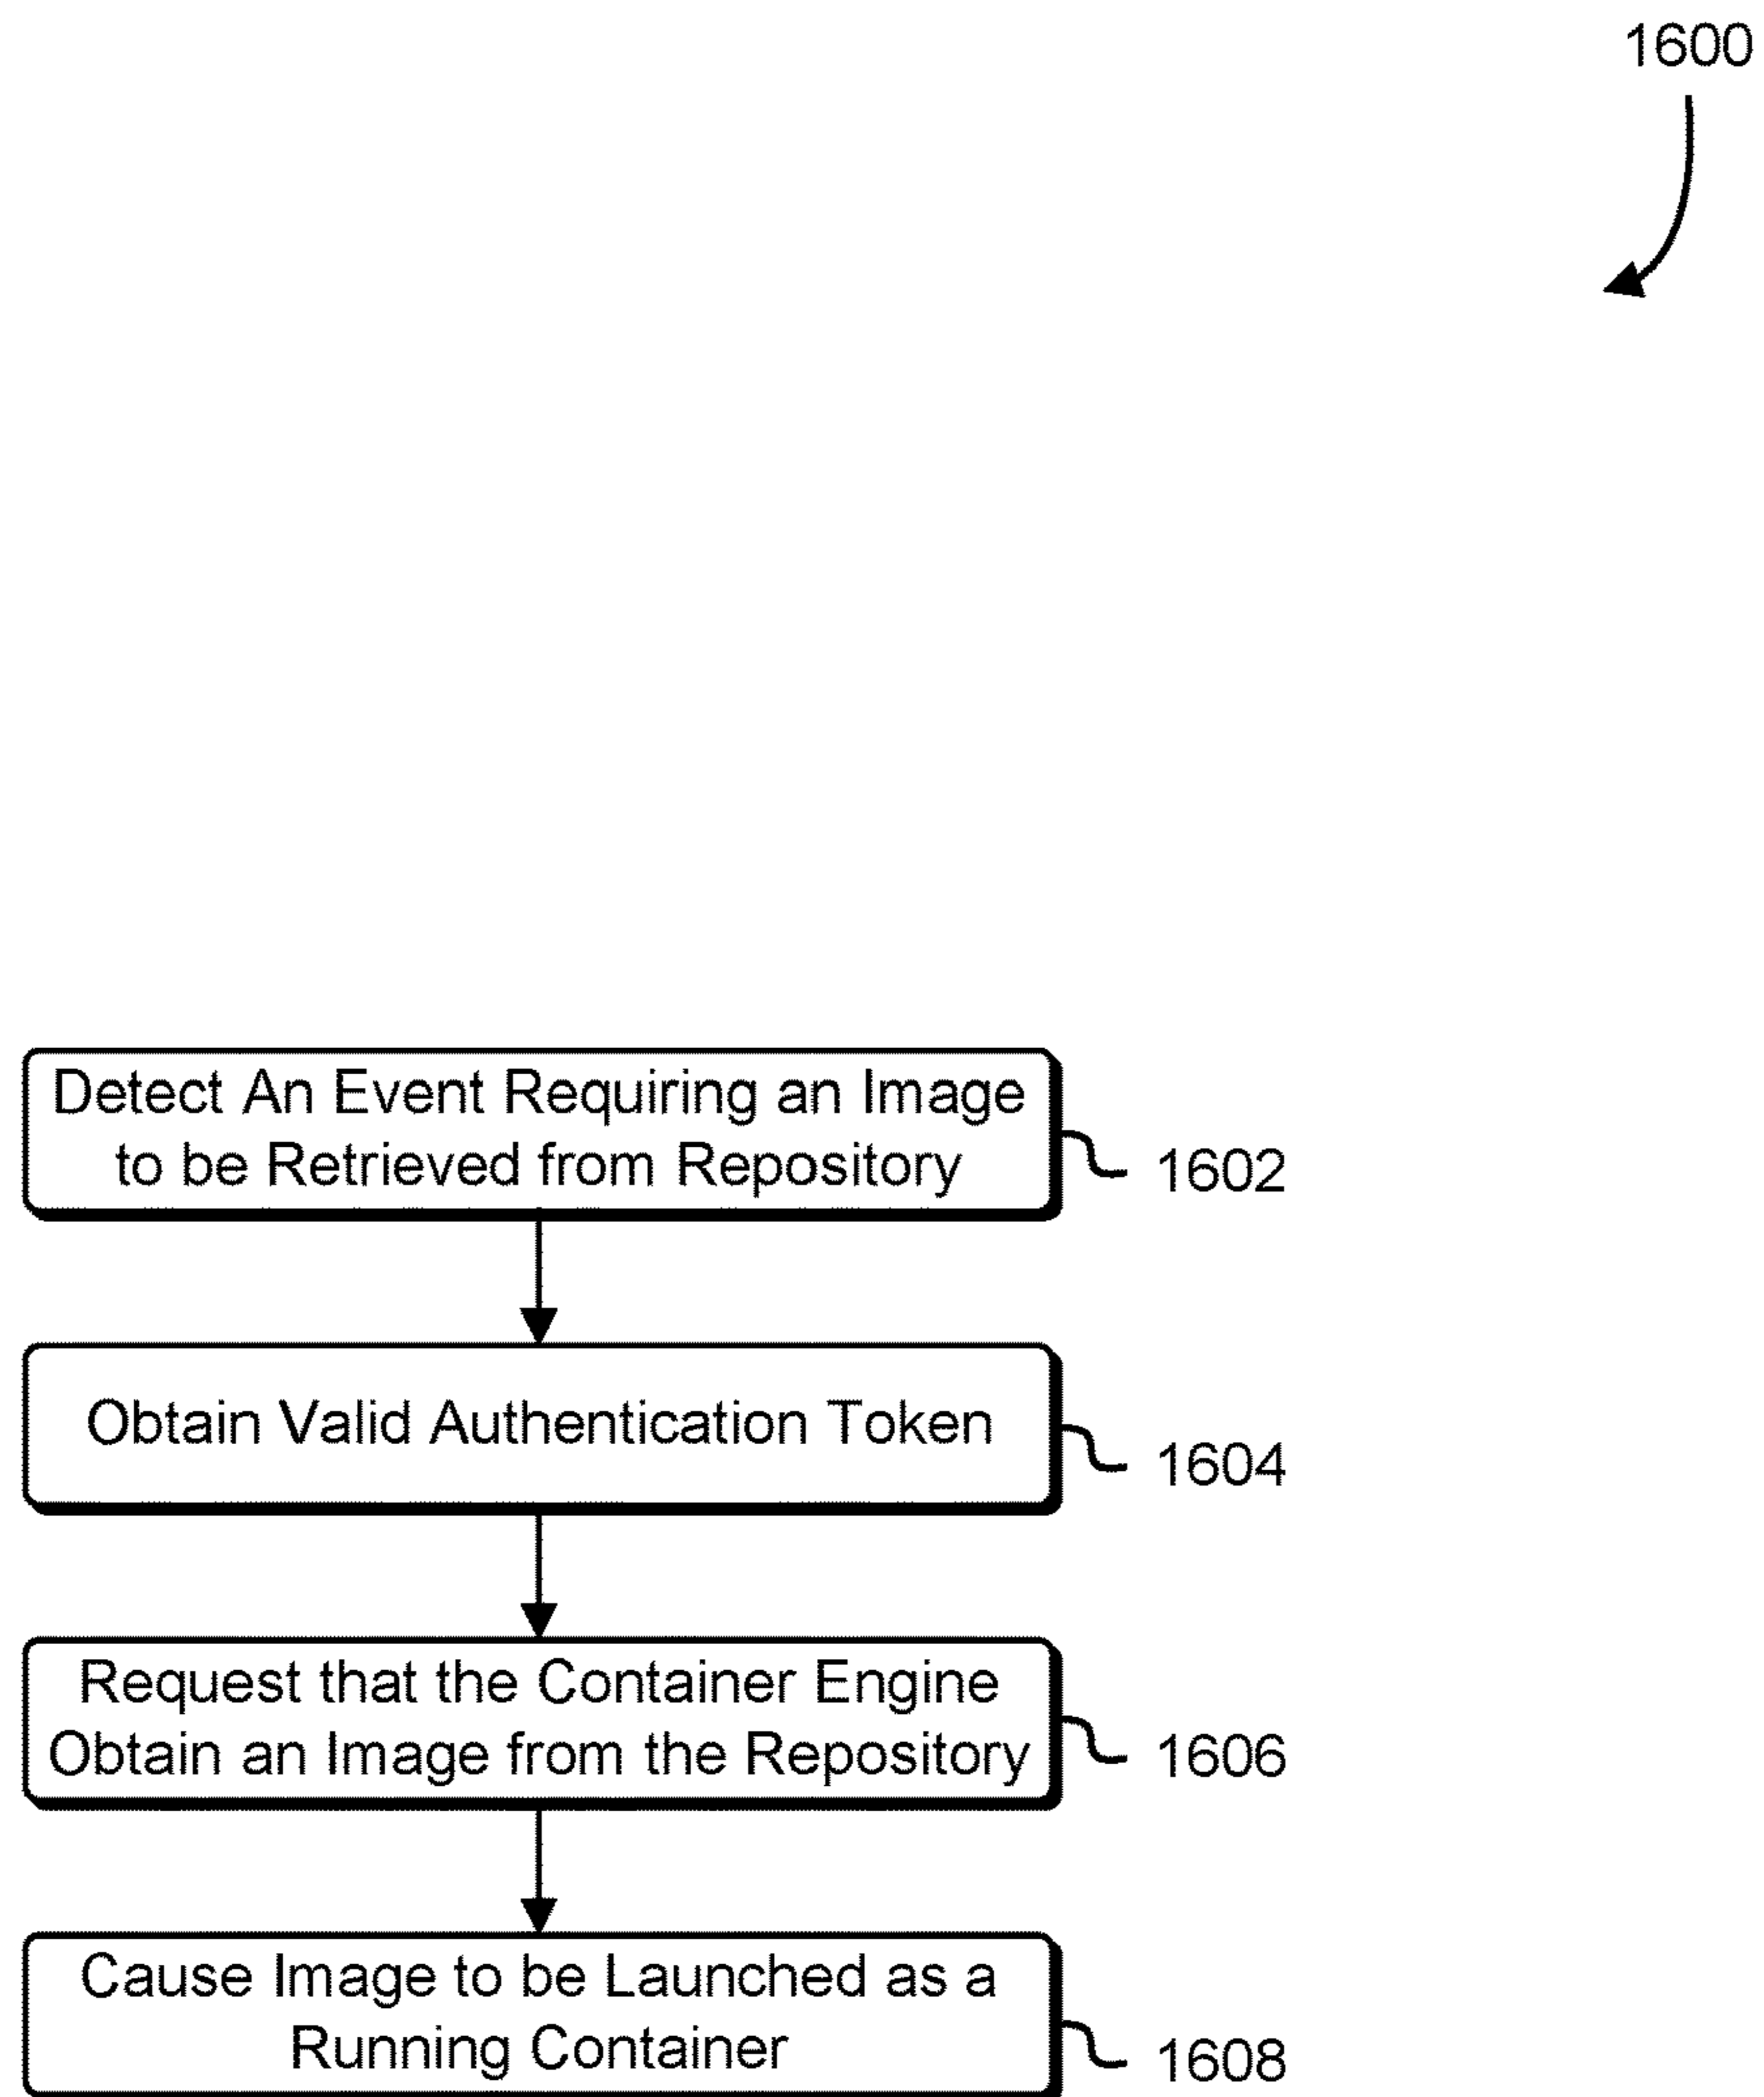 1600
Detect An Event Requiring an Image
to be Retrieved from Repository
1602
Obtain Valid Authentication Token
1604
Request that the Container Engine
Obtain an Image from the Repository
1606
Cause Image to be Launched as a
Running Container
1608